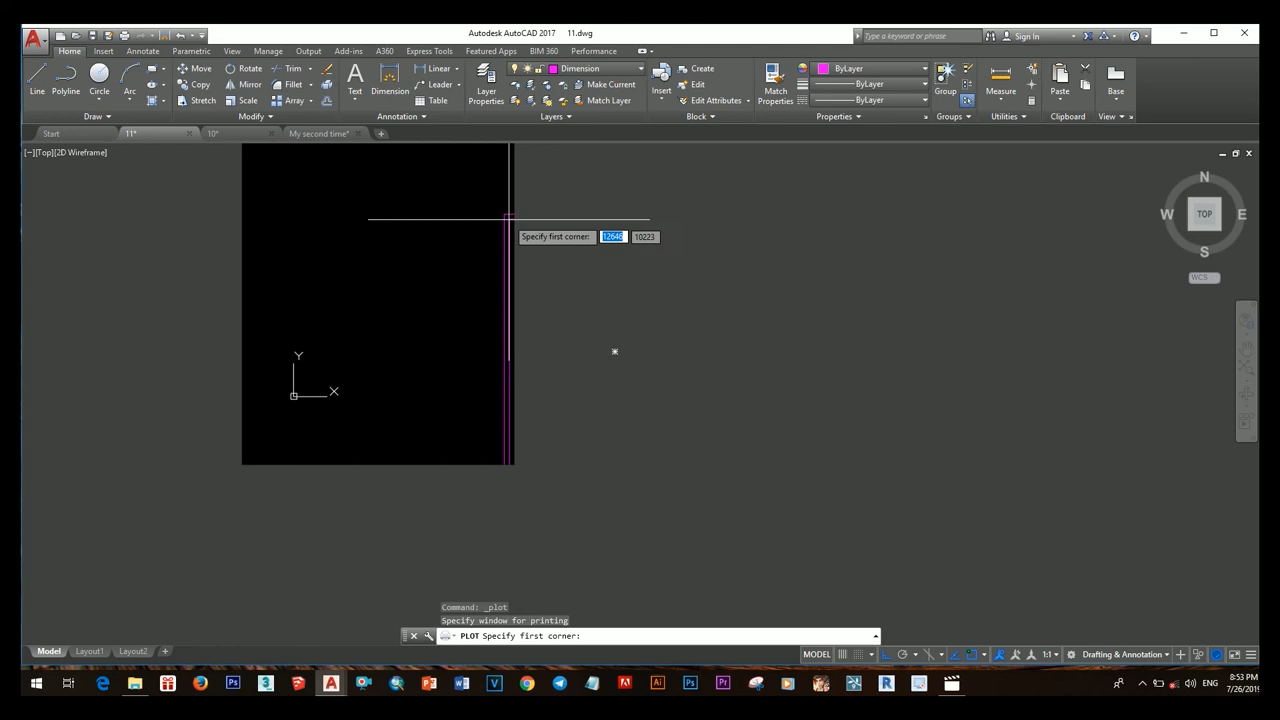 Autodesk AutoCAD 2017 11.dwg
Type a keyword or phrase
Sign In
Home Insert Annotate Parametric View Manage Output Add-ins A360 Express Tools Featured Apps BIM 360 Performance
Move Rotate Trim Linear Dimension Create ByLayer
Copy Mirror Fillet Leader Make Current Edit ByLayer
Stretch Scale Array Table Match Layer Edit Attributes ByLayer
Line Polyline Circle Arc Text Dimension Layer Properties Insert Match Properties Group Measure Paste Base
Draw Modify Annotation Layers Block Properties Groups Utilities Clipboard View
Start 11* 10* My second time*
[−][Top][2D Wireframe]
N
W TOP E
S
WCS
Specify first corner: 12646 10223
Y
X
Command: _plot
Specify window for printing
PLOT Specify first corner:
Model Layout1 Layout2
MODEL 1:1 Drafting & Annotation
ENG 8:53 PM
7/26/2019